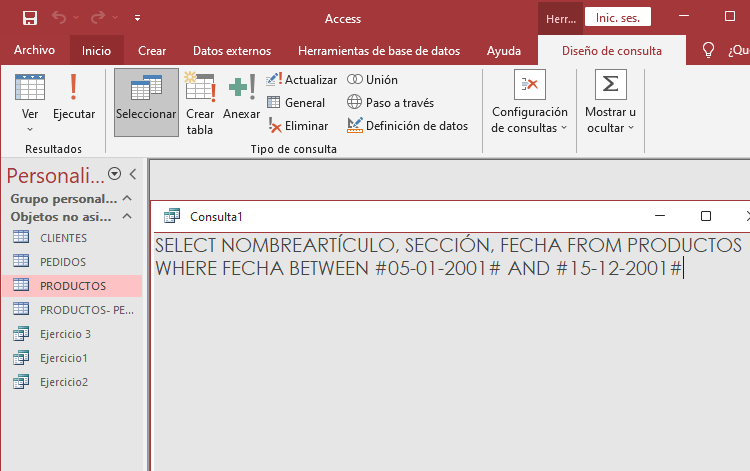 Access
Herr...
Inic. ses.
Archivo
Inicio
Crear
Datos externos
Herramientas de base de datos
Ayuda
Diseño de consulta
¿Qu
Ver
Ejecutar
Resultados
Seleccionar
Crear
tabla
Anexar
Actualizar
General
Eliminar
Unión
Paso a través
Definición de datos
Tipo de consulta
Configuración
de consultas
Mostrar u
ocultar
Personali...
Grupo personal...
Objetos no asi...
CLIENTES
PEDIDOS
PRODUCTOS
PRODUCTOS- PE...
Ejercicio 3
Ejercicio1
Ejercicio2
Consulta1
SELECT NOMBREARTÍCULO, SECCIÓN, FECHA FROM PRODUCTOS
WHERE FECHA BETWEEN #05-01-2001# AND #15-12-2001#